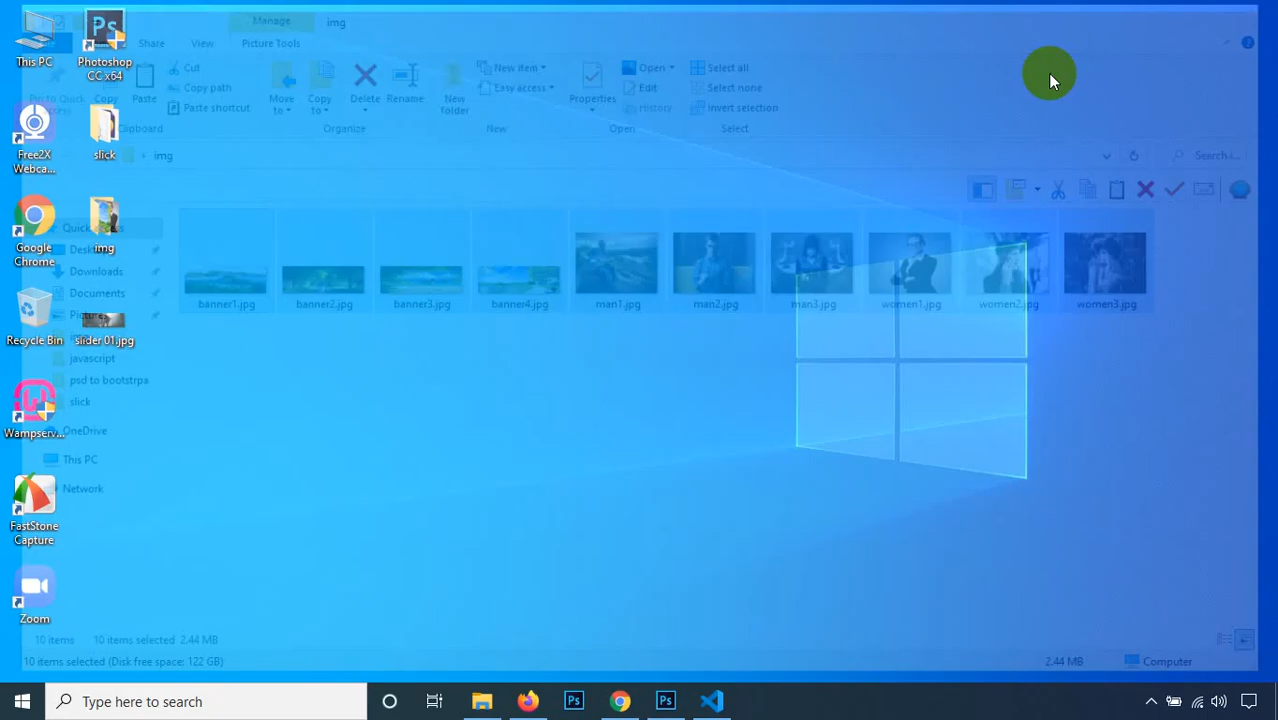 This PC
Photoshop
CC x64
Free2X
Webca...
slick
Google
Chrome
img
Recycle Bin
slider 01.jpg
Wampserv...
FastStone
Capture
Zoom
Manage
img
Share
View
Picture Tools
Copy
Paste
Cut
Copy path
Paste shortcut
Clipboard
Move
to
Copy
to
Delete
Rename
Organize
New
folder
New item
Easy access
New
Properties
Open
Edit
History
Open
Select all
Select none
Invert selection
Select
img
Search i...
Quick
Downloads
Documents
javascript
psd to bootstrpa
slick
OneDrive
This PC
Network
banner1.jpg
banner2.jpg
banner3.jpg
banner4.jpg
man1.jpg
man2.jpg
man3.jpg
women1.jpg
women2.jpg
women3.jpg
10 items
10 items selected 2.44 MB
10 items selected (Disk free space: 122 GB)
2.44 MB
Computer
Type here to search
Ps
Ps